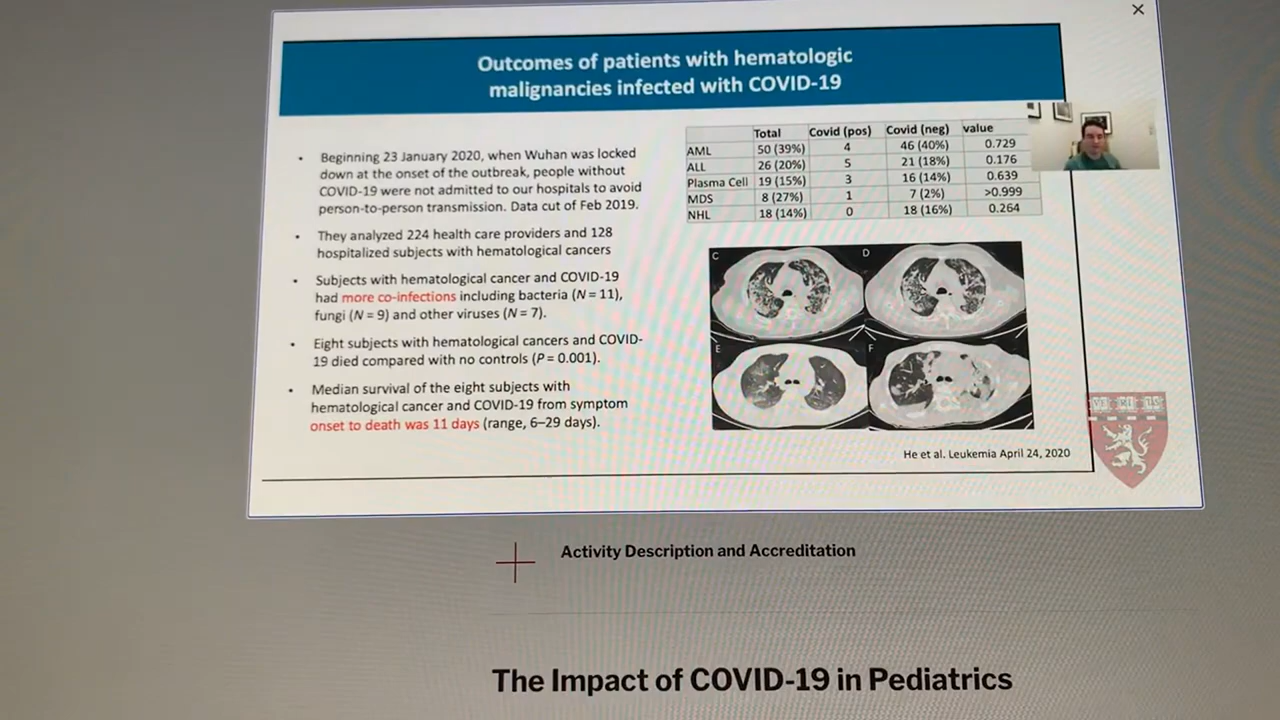 Outcomes of patients with hematologic
malignancies infected with COVID-19
• Beginning 23 January 2020, when Wuhan was locked
down at the onset of the outbreak, people without
COVID-19 were not admitted to our hospitals to avoid
person-to-person transmission. Data cut of Feb 2019.
• They analyzed 224 health care providers and 128
hospitalized subjects with hematological cancers
• Subjects with hematological cancer and COVID-19
had more co-infections including bacteria (N = 11),
fungi (N = 9) and other viruses (N = 7).
• Eight subjects with hematological cancers and COVID-
19 died compared with no controls (P = 0.001).
• Median survival of the eight subjects with
hematological cancer and COVID-19 from symptom
onset to death was 11 days (range, 6–29 days).
Total Covid (pos) Covid (neg) value
AML 50 (39%) 4 46 (40%) 0.729
ALL 26 (20%) 5 21 (18%) 0.176
Plasma Cell 19 (15%) 3 16 (14%) 0.639
MDS 8 (27%) 1 7 (2%) >0.999
NHL 18 (14%) 0 18 (16%) 0.264
C D
E F
He et al. Leukemia April 24, 2020
VE RI TAS
Activity Description and Accreditation
The Impact of COVID-19 in Pediatrics